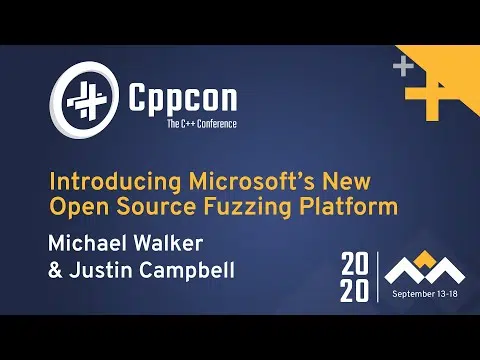 Cppcon
The C++ Conference
Introducing Microsoft's New
Open Source Fuzzing Platform
Michael Walker
& Justin Campbell
20
20
September 13-18